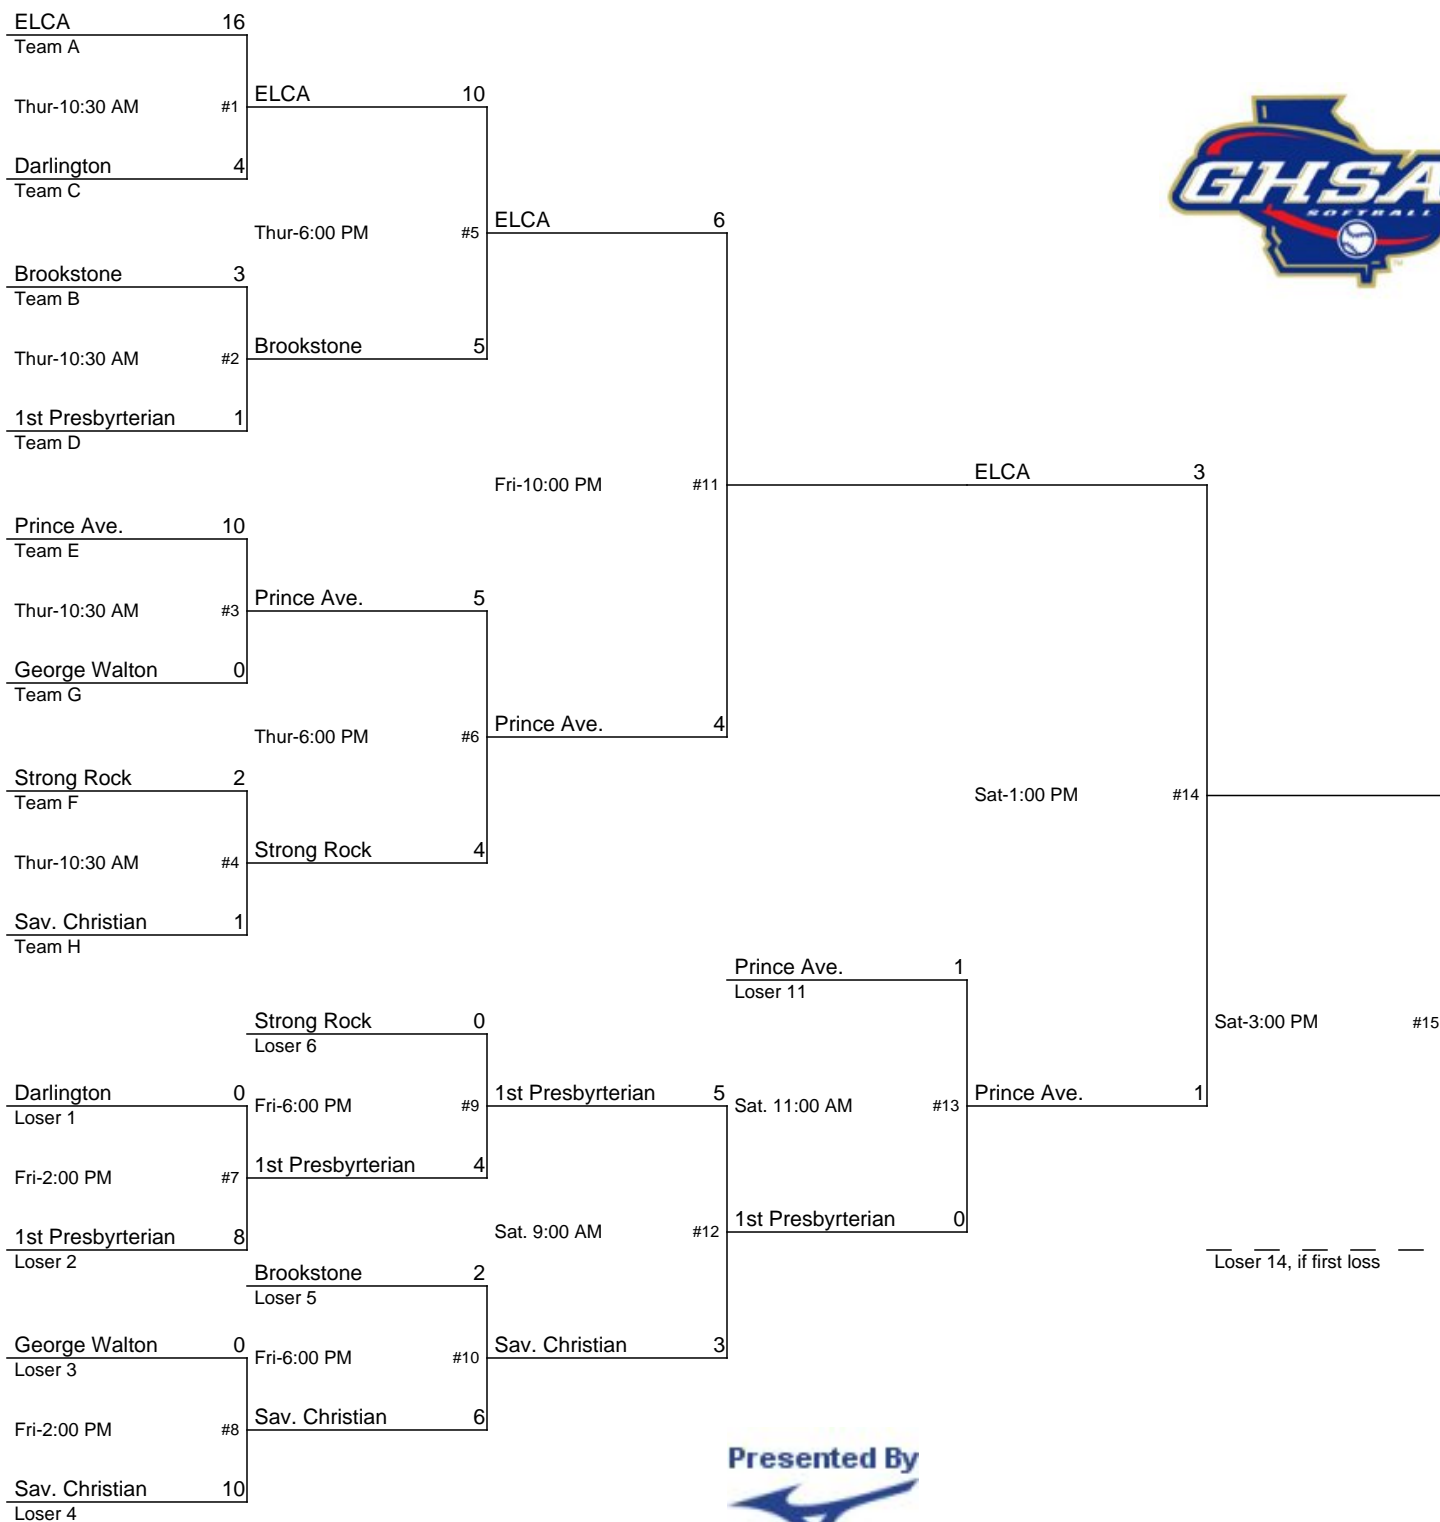 ELCA 16
Team A
Thur-10:30 AM #1
ELCA 10
Darlington 4
Team C
Thur-6:00 PM #5
ELCA 6
Brookstone 3
Team B
Thur-10:30 AM #2
Brookstone 5
1st Presbyrterian 1
Team D
Fri-10:00 PM #11
ELCA 3
Prince Ave. 10
Team E
Thur-10:30 AM #3
Prince Ave. 5
George Walton 0
Team G
Thur-6:00 PM #6
Prince Ave. 4
Strong Rock 2
Team F
Sat-1:00 PM #14
Thur-10:30 AM #4
Strong Rock 4
Sav. Christian 1
Team H
Prince Ave. 1
Loser 11
Strong Rock 0
Loser 6
Sat-3:00 PM #15
Darlington 0
Loser 1
Fri-6:00 PM #9
1st Presbyrterian 5
Sat. 11:00 AM #13
Prince Ave. 1
Fri-2:00 PM #7
1st Presbyrterian 4
1st Presbyrterian 8
Loser 2
Sat. 9:00 AM #12
1st Presbyrterian 0
Loser 14, if first loss
Brookstone 2
Loser 5
George Walton 0
Loser 3
Fri-6:00 PM #10
Sav. Christian 3
Fri-2:00 PM #8
Sav. Christian 6
Sav. Christian 10
Loser 4
GHSA
SOFTBALL
TM
Presented By